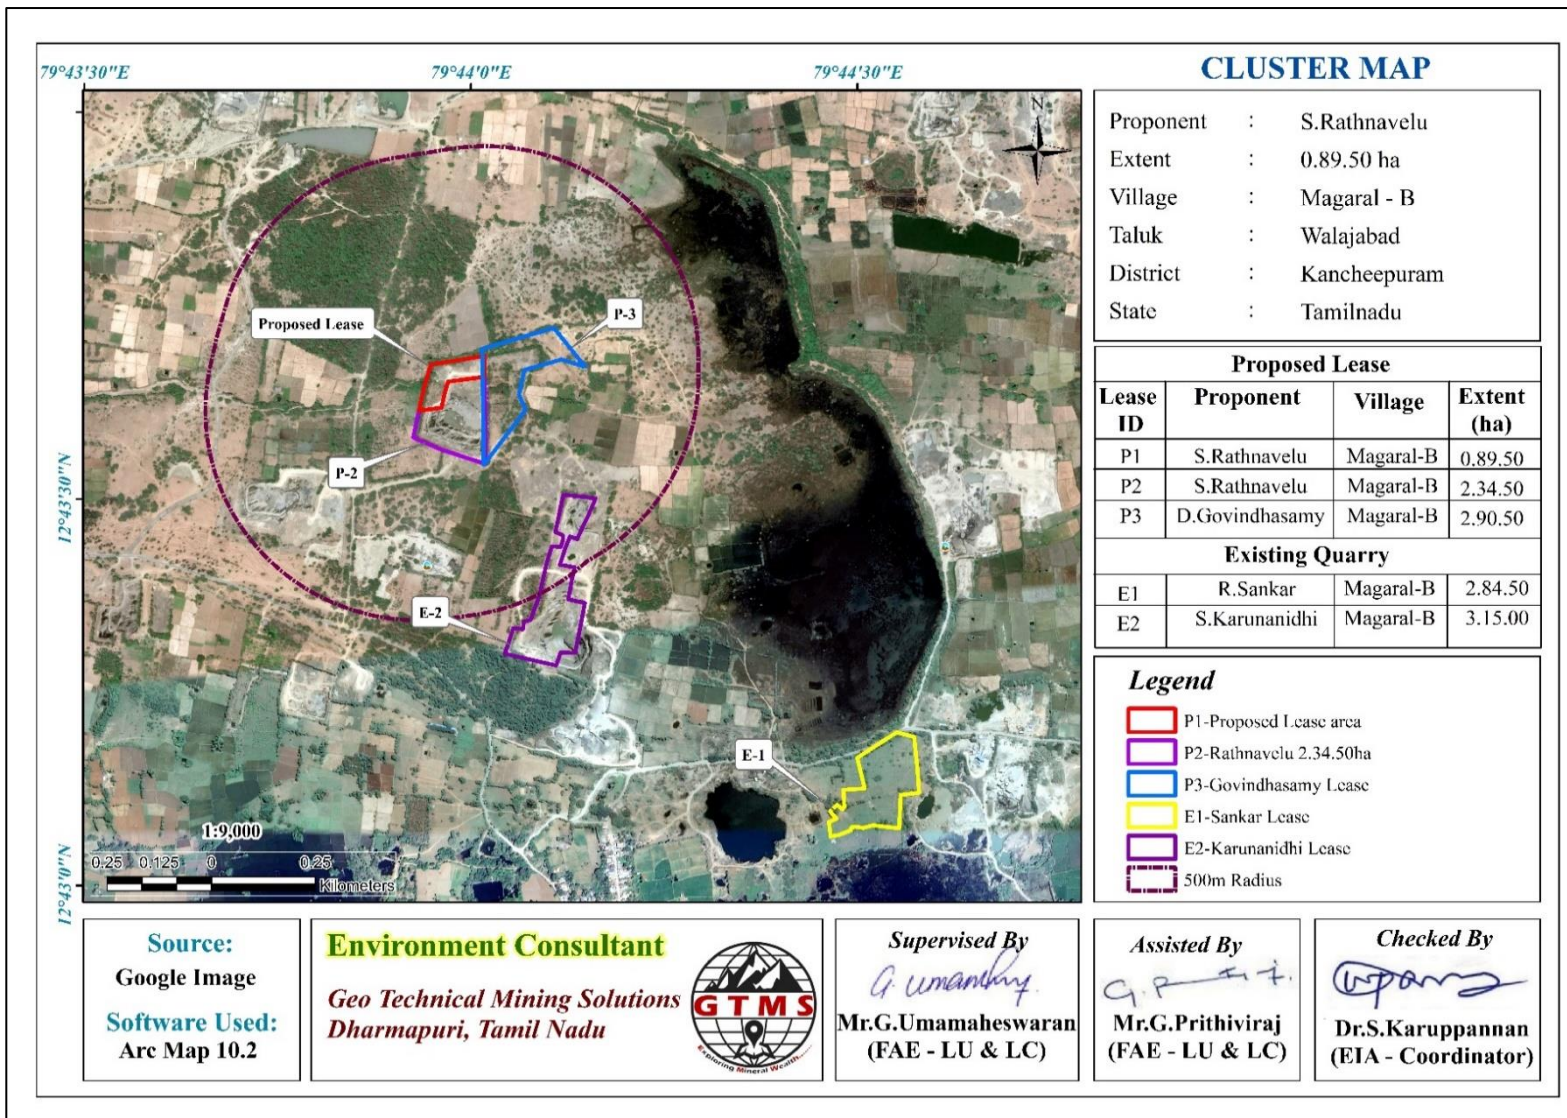 79°43'30"E 79°44'0"E 79°44'30"E
12°43'30"N
12°43'0"N
N
Proposed Lease
P-3
P-2
E-2
E-1
1:9,000
0.25 0.125 0 0.25
Kilometers
CLUSTER MAP
Proponent : S.Rathnavelu
Extent : 0.89.50 ha
Village : Magaral - B
Taluk : Walajabad
District : Kancheepuram
State : Tamilnadu
Proposed Lease
Lease ID Proponent Village Extent (ha)
P1 S.Rathnavelu Magaral-B 0.89.50
P2 S.Rathnavelu Magaral-B 2.34.50
P3 D.Govindhasamy Magaral-B 2.90.50
Existing Quarry
E1 R.Sankar Magaral-B 2.84.50
E2 S.Karunanidhi Magaral-B 3.15.00
Legend
P1-Proposed Lease area
P2-Rathnavelu 2.34.50ha
P3-Govindhasamy Lease
E1-Sankar Lease
E2-Karunanidhi Lease
500m Radius
Source:
Google Image
Software Used:
Arc Map 10.2
Environment Consultant
Geo Technical Mining Solutions
Dharmapuri, Tamil Nadu
GTMS
Exploring Mineral Wealth
Supervised By
Mr.G.Umamaheswaran
(FAE - LU & LC)
Assisted By
Mr.G.Prithiviraj
(FAE - LU & LC)
Checked By
Dr.S.Karuppannan
(EIA - Coordinator)